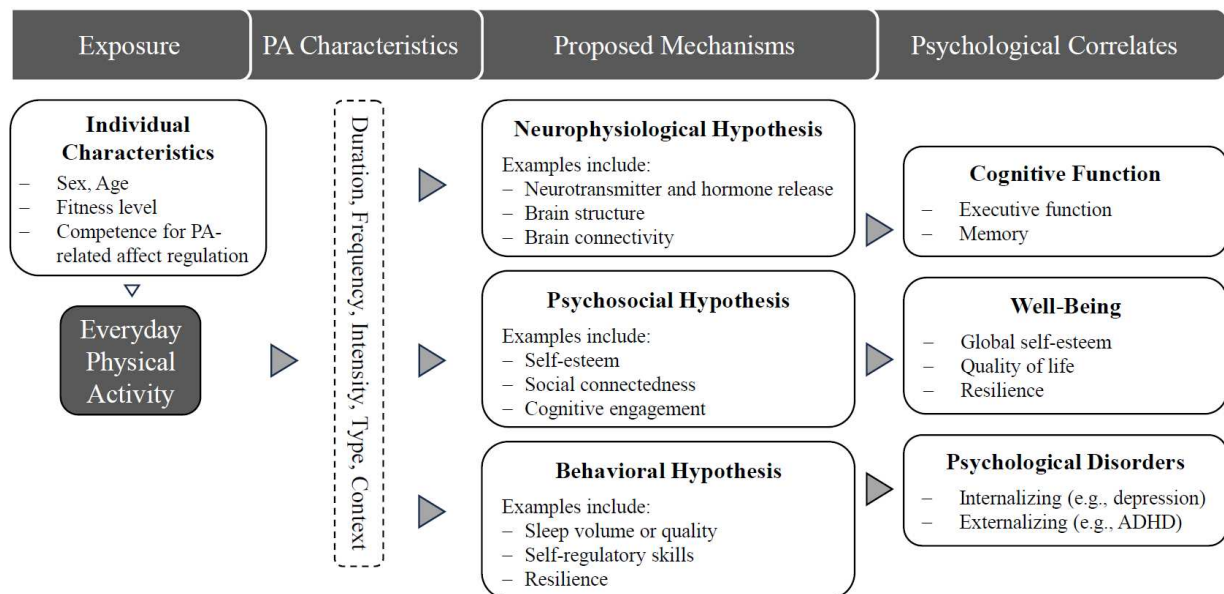 Exposure
PA Characteristics
Proposed Mechanisms
Psychological Correlates
Individual
Characteristics
– Sex, Age
– Fitness level
– Competence for PA-
related affect regulation
Everyday
Physical
Activity
Duration, Frequency, Intensity, Type, Context
Neurophysiological Hypothesis
Examples include:
– Neurotransmitter and hormone release
– Brain structure
– Brain connectivity
Psychosocial Hypothesis
Examples include:
– Self-esteem
– Social connectedness
– Cognitive engagement
Behavioral Hypothesis
Examples include:
– Sleep volume or quality
– Self-regulatory skills
– Resilience
Cognitive Function
– Executive function
– Memory
Well-Being
– Global self-esteem
– Quality of life
– Resilience
Psychological Disorders
– Internalizing (e.g., depression)
– Externalizing (e.g., ADHD)